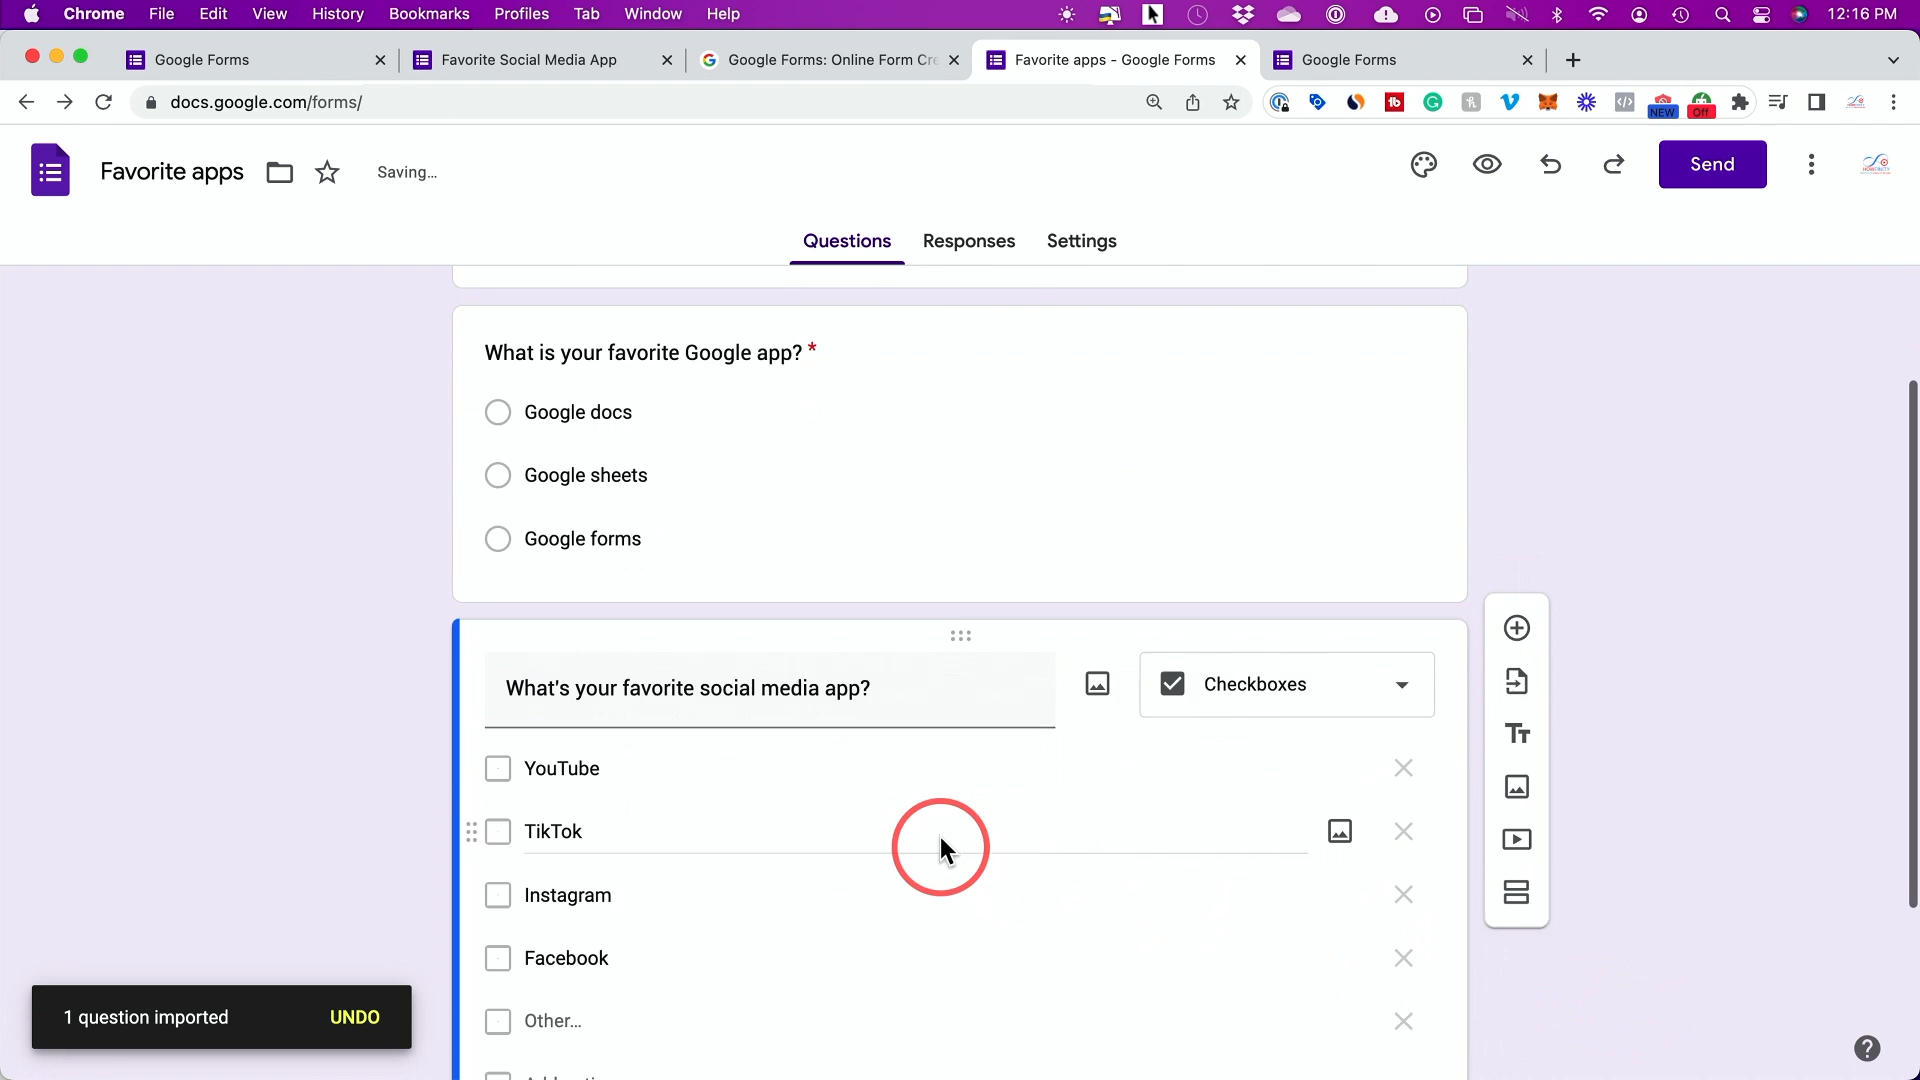 Chrome File Edit View History Bookmarks Profiles Tab Window Help 12:16 PM
Google Forms Favorite Social Media App Google Forms: Online Form Cre Favorite apps - Google Forms Google Forms
docs.google.com/forms/
NEW Off
Favorite apps Saving... Send
Questions Responses Settings
What is your favorite Google app? *
Google docs
Google sheets
Google forms
What's your favorite social media app? Checkboxes
YouTube
TikTok
Instagram
Facebook
1 question imported UNDO
Other...